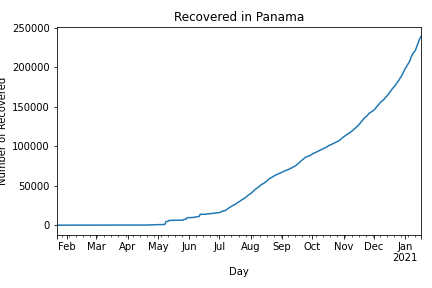 Recovered in Panama
250000
200000
150000
100000
50000
0
Number of Recovered
Feb Mar Apr May Jun Jul Aug Sep Oct Nov Dec Jan
2021
Day